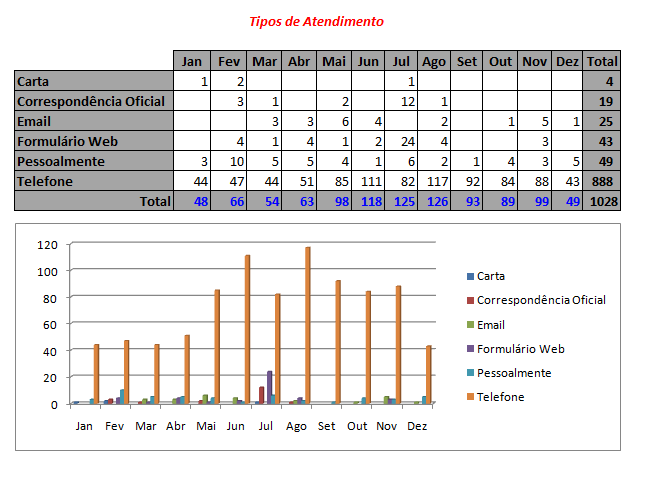 Tipos de Atendimento
Jan Fev Mar Abr Mai Jun Jul Ago Set Out Nov Dez Total
Carta 1 2 1 4
Correspondência Oficial 3 1 2 12 1 19
Email 3 3 6 4 2 1 5 1 25
Formulário Web 4 1 4 1 2 24 4 3 43
Pessoalmente 3 10 5 5 4 1 6 2 1 4 3 5 49
Telefone 44 47 44 51 85 111 82 117 92 84 88 43 888
Total 48 66 54 63 98 118 125 126 93 89 99 49 1028
120
100
80
60
40
20
0
Jan Fev Mar Abr Mai Jun Jul Ago Set Out Nov Dez
Carta
Correspondência Oficial
Email
Formulário Web
Pessoalmente
Telefone